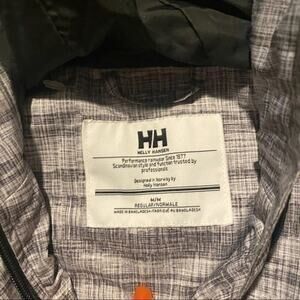 HH
HELLY HANSEN
Performance rainwear Since 1877
Scandinavian style and function trusted by
professionals
Designed in Norway by
Helly Hansen
M/M
REGULAR/NORMALE
MADE IN BANGLADESH/FABRIQUÉ AU BANGLADESH